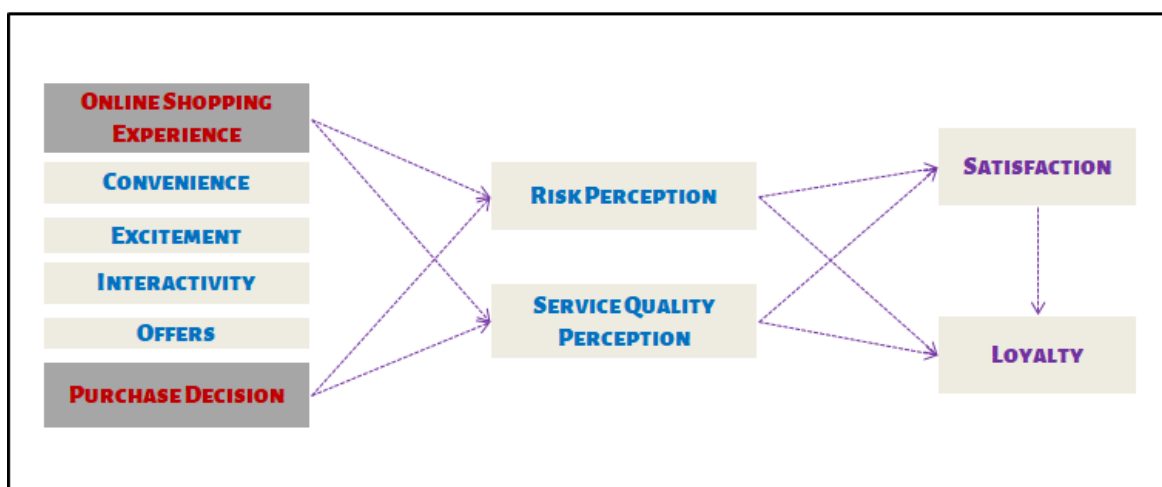 ONLINE SHOPPING
EXPERIENCE
CONVENIENCE
EXCITEMENT
INTERACTIVITY
OFFERS
PURCHASE DECISION
RISK PERCEPTION
SERVICE QUALITY
PERCEPTION
SATISFACTION
LOYALTY